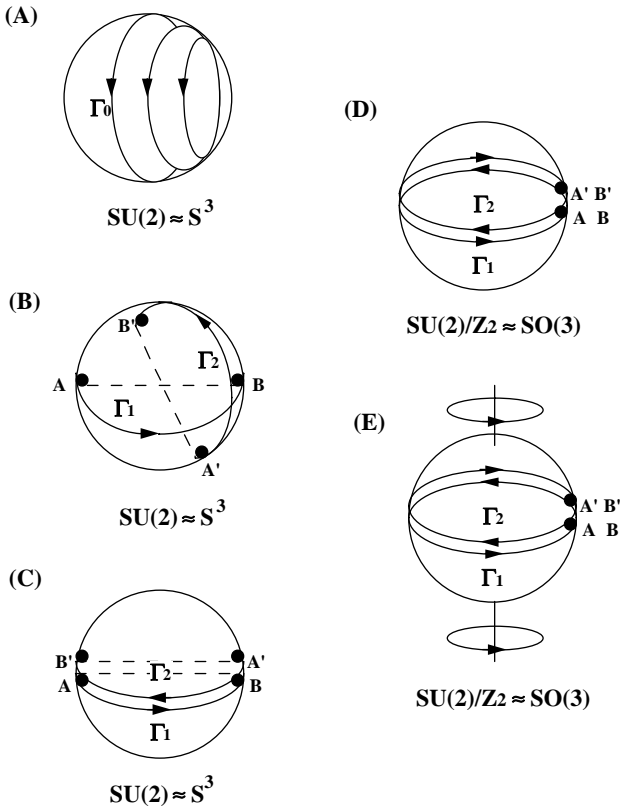 (A)
Γ0
SU(2) ≈ S³
(B)
B'
Γ2
A
B
Γ1
A'
SU(2) ≈ S³
(C)
B'
A'
Γ2
A
B
Γ1
SU(2) ≈ S³
(D)
A' B'
Γ2
A B
Γ1
SU(2)/Z2 ≈ SO(3)
(E)
A' B'
Γ2
A B
Γ1
SU(2)/Z2 ≈ SO(3)